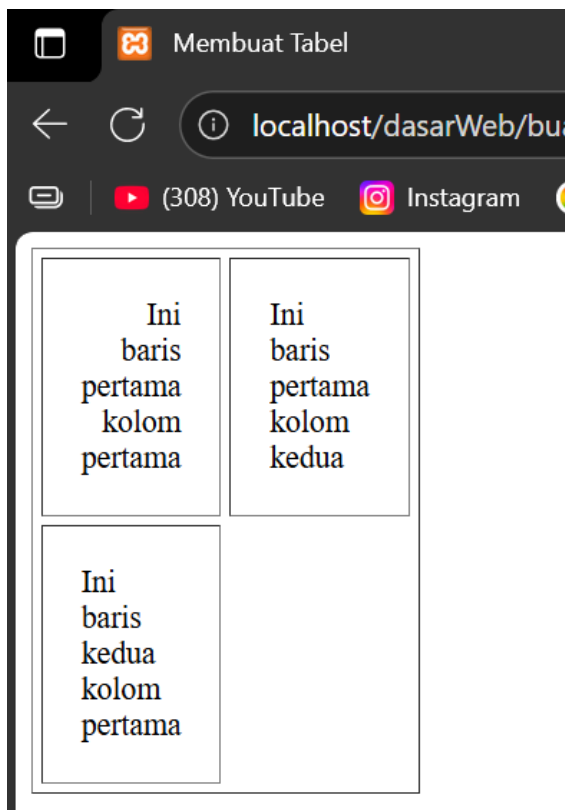 Membuat Tabel
localhost/dasarWeb/bua
(308) YouTube Instagram
Ini
baris
pertama
kolom
pertama
Ini
baris
pertama
kolom
kedua
Ini
baris
kedua
kolom
pertama